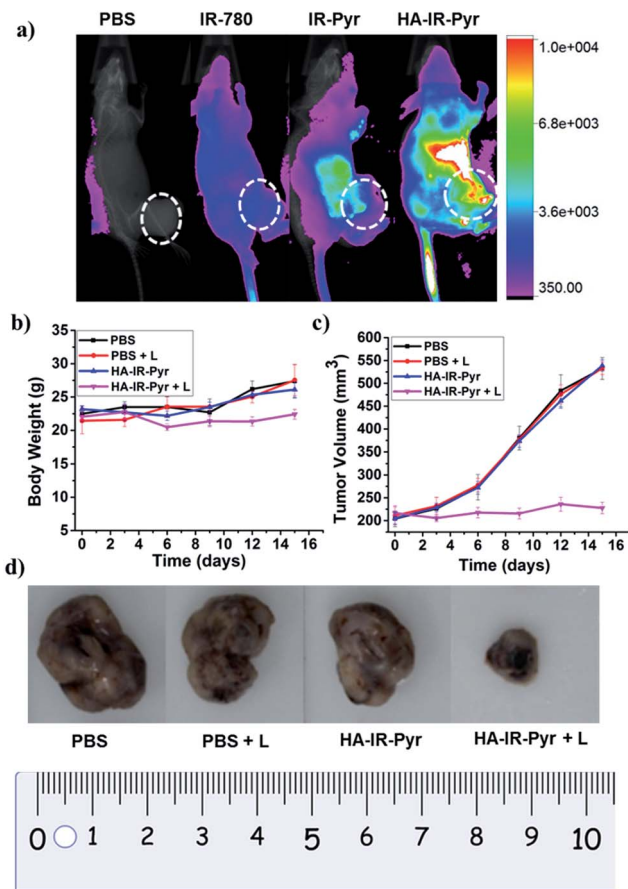 a)
PBS IR-780 IR-Pyr HA-IR-Pyr
1.0e+004
6.8e+003
3.6e+003
350.00
b)
35
30
25
20
15
10
5
0 2 4 6 8 10 12 14 16
Body Weight (g)
Time (days)
PBS
PBS + L
HA-IR-Pyr
HA-IR-Pyr + L
c)
600
550
500
450
400
350
300
250
200
0 2 4 6 8 10 12 14 16
Tumor Volume (mm³)
Time (days)
PBS
PBS + L
HA-IR-Pyr
HA-IR-Pyr + L
d)
PBS PBS + L HA-IR-Pyr HA-IR-Pyr + L
0 1 2 3 4 5 6 7 8 9 10